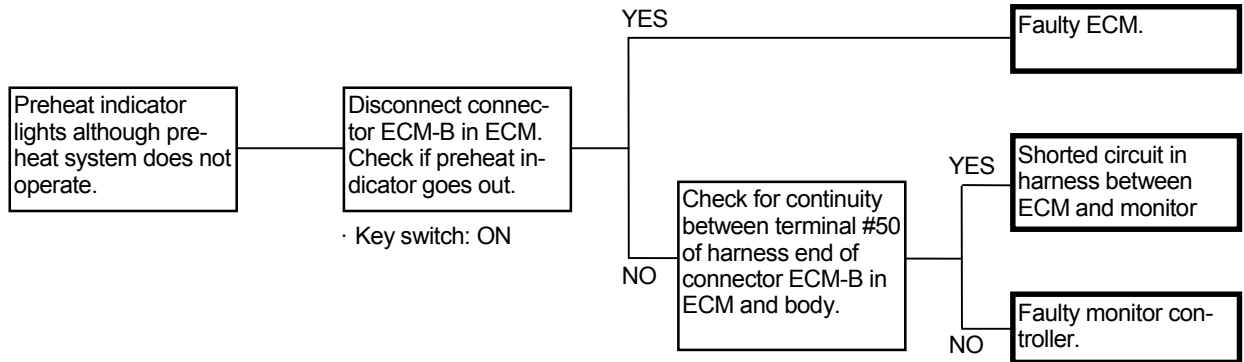 Preheat indicator
lights although pre-
heat system does not
operate.
Disconnect connec-
tor ECM-B in ECM.
Check if preheat in-
dicator goes out.
· Key switch: ON
YES
Faulty ECM.
NO
Check for continuity
between terminal #50
of harness end of
connector ECM-B in
ECM and body.
YES
Shorted circuit in
harness between
ECM and monitor
NO
Faulty monitor con-
troller.